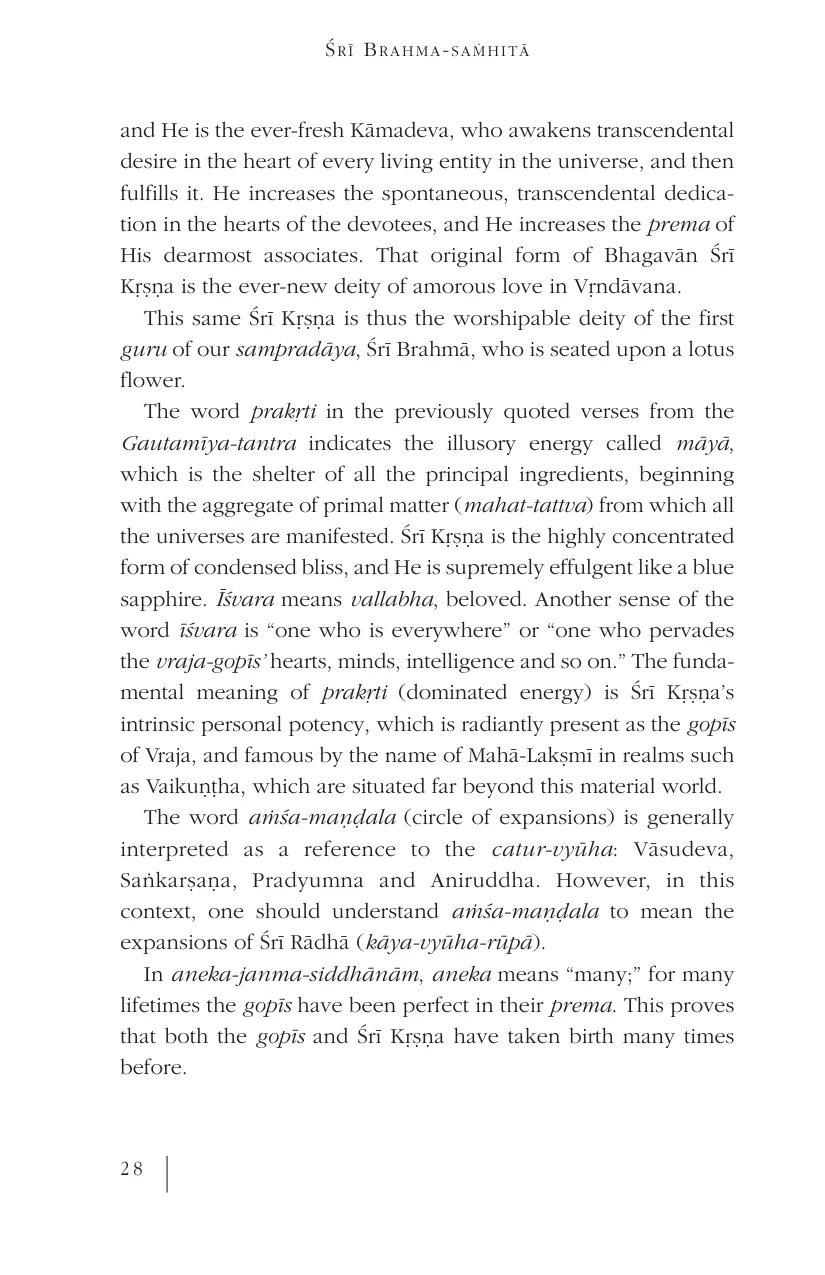 Śrī Brahma-saṁhitā
and He is the ever-fresh Kāmadeva, who awakens transcendental
desire in the heart of every living entity in the universe, and then
fulfills it. He increases the spontaneous, transcendental dedica-
tion in the hearts of the devotees, and He increases the prema of
His dearmost associates. That original form of Bhagavān Śrī
Kṛṣṇa is the ever-new deity of amorous love in Vṛndāvana.
This same Śrī Kṛṣṇa is thus the worshipable deity of the first
guru of our sampradāya, Śrī Brahmā, who is seated upon a lotus
flower.
The word prakṛti in the previously quoted verses from the
Gautamīya-tantra indicates the illusory energy called māyā,
which is the shelter of all the principal ingredients, beginning
with the aggregate of primal matter (mahat-tattva) from which all
the universes are manifested. Śrī Kṛṣṇa is the highly concentrated
form of condensed bliss, and He is supremely effulgent like a blue
sapphire. Īśvara means vallabha, beloved. Another sense of the
word īśvara is “one who is everywhere” or “one who pervades
the vraja-gopīs’ hearts, minds, intelligence and so on.” The funda-
mental meaning of prakṛti (dominated energy) is Śrī Kṛṣṇa’s
intrinsic personal potency, which is radiantly present as the gopīs
of Vraja, and famous by the name of Mahā-Lakṣmī in realms such
as Vaikuṇṭha, which are situated far beyond this material world.
The word aṁśa-maṇḍala (circle of expansions) is generally
interpreted as a reference to the catur-vyūha: Vāsudeva,
Saṅkarṣaṇa, Pradyumna and Aniruddha. However, in this
context, one should understand aṁśa-maṇḍala to mean the
expansions of Śrī Rādhā (kāya-vyūha-rūpā).
In aneka-janma-siddhānām, aneka means “many;” for many
lifetimes the gopīs have been perfect in their prema. This proves
that both the gopīs and Śrī Kṛṣṇa have taken birth many times
before.
28